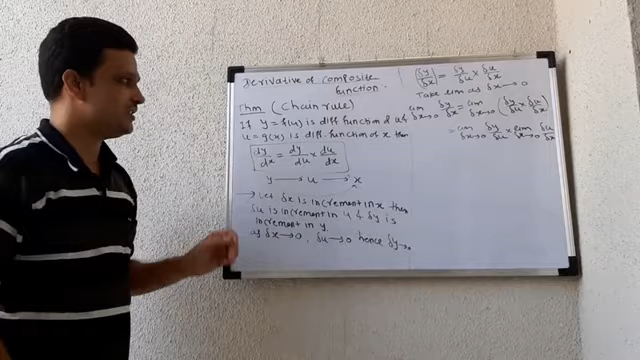 Derivative of composite
function.
Thm (Chain rule)
If y = f(u) is diff function of u &
u = g(x) is diff. function of x then
dy/dx = dy/du × du/dx
y → u → x
→ Let δx is increment in x then
δu is increment in u & δy is
increment in y.
as δx → 0, δu → 0 hence δy → 0
δy/δx = δy/δu × δu/δx
Take lim as δx → 0
lim δx→0 δy/δx = lim δx→0 (δy/δu × δu/δx)
= lim δx→0 δy/δu × lim δx→0 δu/δx